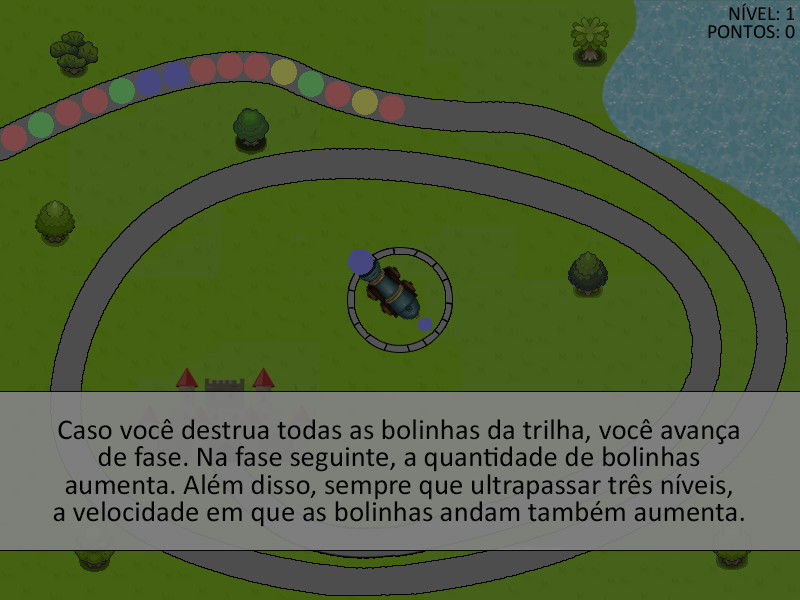 NÍVEL: 1
PONTOS: 0
Caso você destrua todas as bolinhas da trilha, você avança
de fase. Na fase seguinte, a quantidade de bolinhas
aumenta. Além disso, sempre que ultrapassar três níveis,
a velocidade em que as bolinhas andam também aumenta.